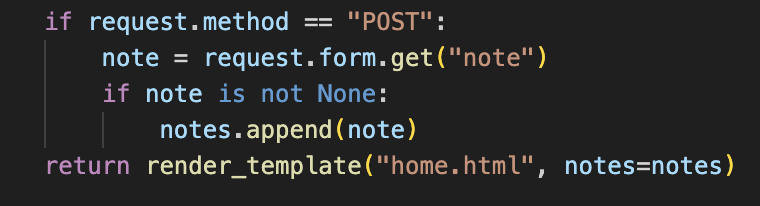 if request.method == "POST":
    note = request.form.get("note")
    if note is not None:
        notes.append(note)
return render_template("home.html", notes=notes)